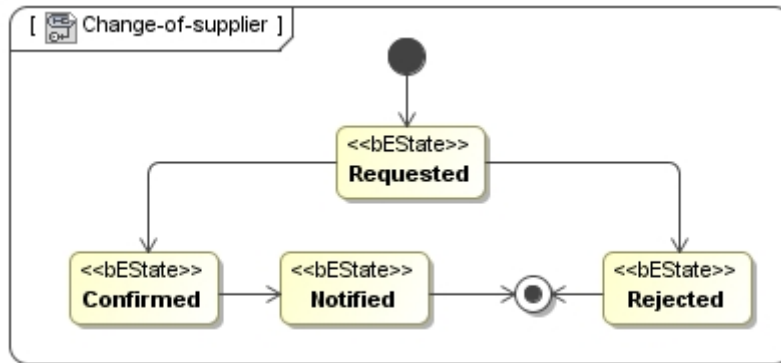 [ Change-of-supplier ]
<<bEState>>
Requested
<<bEState>>
Confirmed
<<bEState>>
Notified
<<bEState>>
Rejected